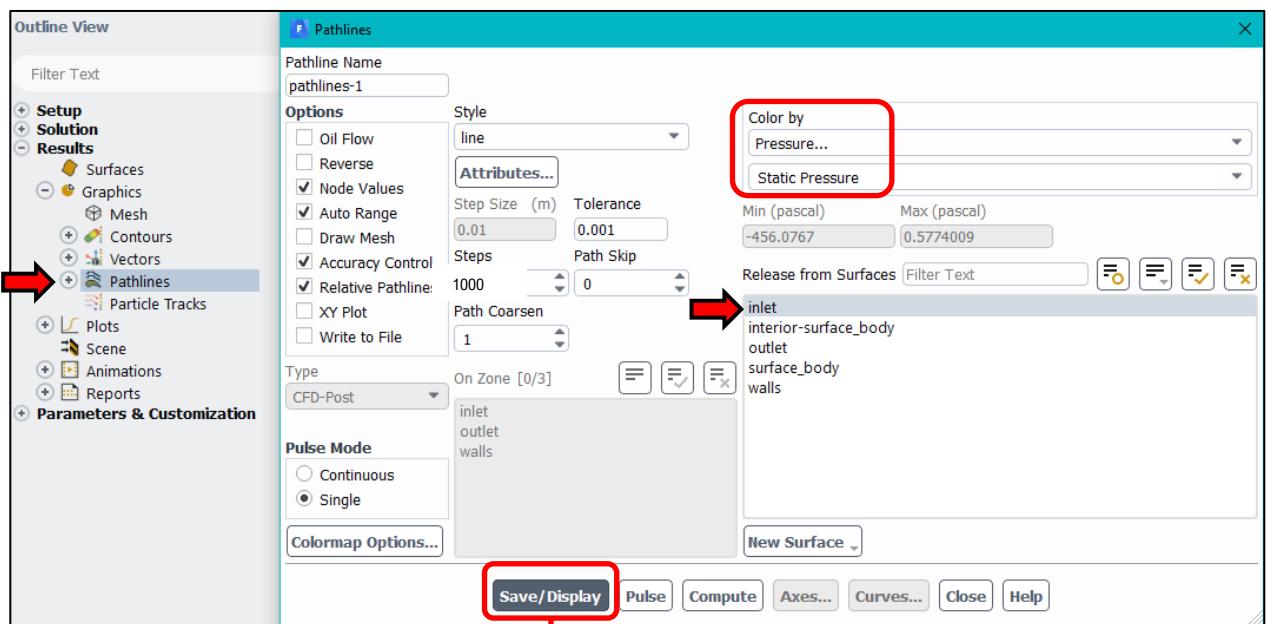 Outline View
Filter Text
Setup
Solution
Results
Surfaces
Graphics
Mesh
Contours
Vectors
Pathlines
Particle Tracks
Plots
Scene
Animations
Reports
Parameters & Customization
Pathlines
Pathline Name
pathlines-1
Options
Oil Flow
Reverse
Node Values
Auto Range
Draw Mesh
Accuracy Control
Relative Pathlines
XY Plot
Write to File
Type
CFD-Post
Pulse Mode
Continuous
Single
Colormap Options...
Style
line
Attributes...
Step Size (m) Tolerance
0.01 0.001
Steps Path Skip
1000 0
Path Coarsen
1
On Zone [0/3]
inlet
outlet
walls
Color by
Pressure...
Static Pressure
Min (pascal) Max (pascal)
-456.0767 0.5774009
Release from Surfaces Filter Text
inlet
interior-surface_body
outlet
surface_body
walls
New Surface
Save/Display Pulse Compute Axes... Curves... Close Help